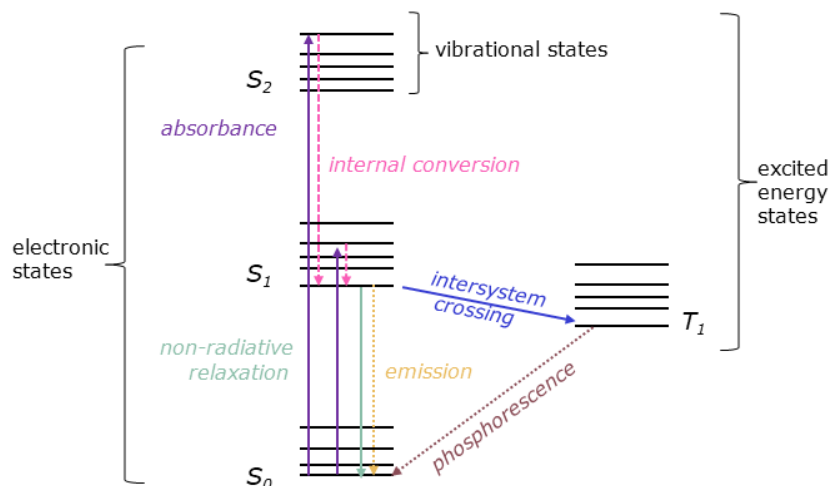 vibrational states
S2
absorbance
internal conversion
excited
energy
states
electronic
states
S1
intersystem
crossing
T1
non-radiative
relaxation
emission
phosphorescence
S0